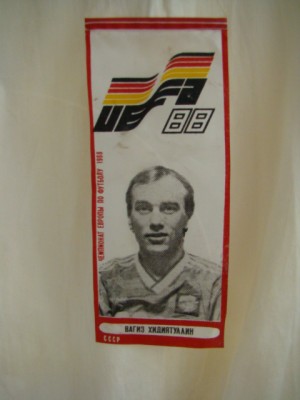 UEFA
88
ЧЕМПИОНАТ ЕВРОПЫ ПО ФУТБОЛУ 1988
ВАГИЗ ХИДИЯТУЛЛИН
СССР